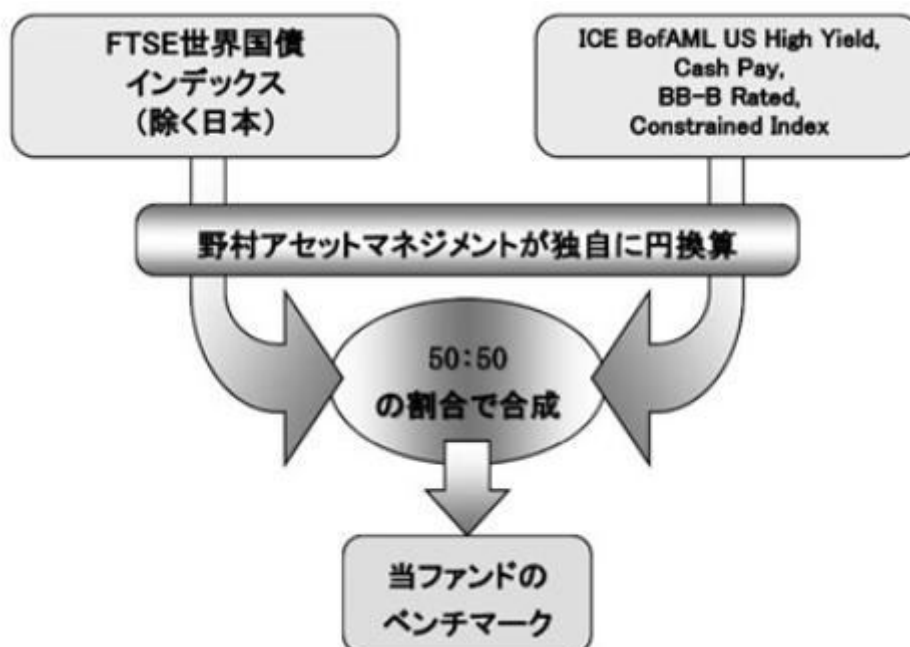 FTSE世界国債
インデックス
（除く日本）
ICE BofAML US High Yield,
Cash Pay,
BB-B Rated,
Constrained Index
野村アセットマネジメントが独自に円換算
50：50
の割合で合成
当ファンドの
ベンチマーク